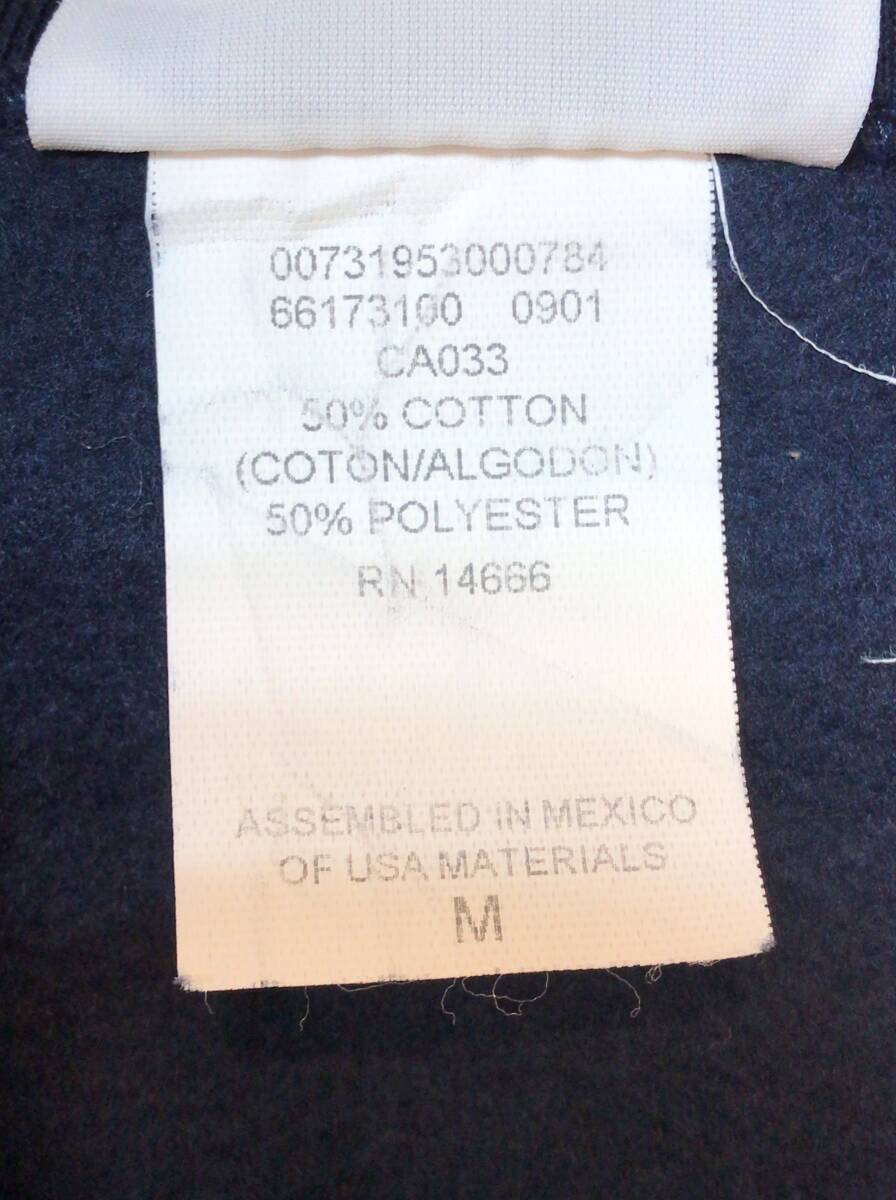 00731953000784
66173100 0901
CA033
50% COTTON
(COTON/ALGODON)
50% POLYESTER
RN 14666
ASSEMBLED IN MEXICO
OF USA MATERIALS
M